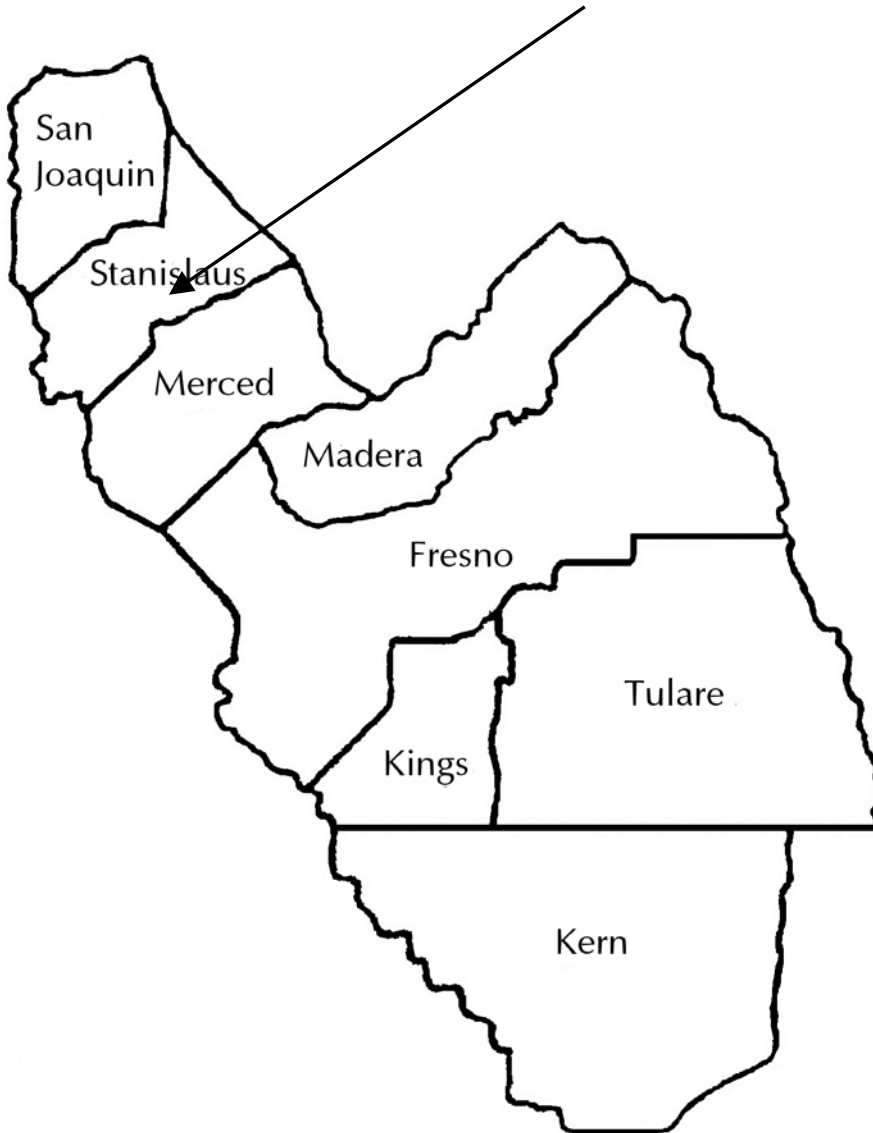 San
Joaquin
Stanislaus
Merced
Madera
Fresno
Tulare
Kings
Kern